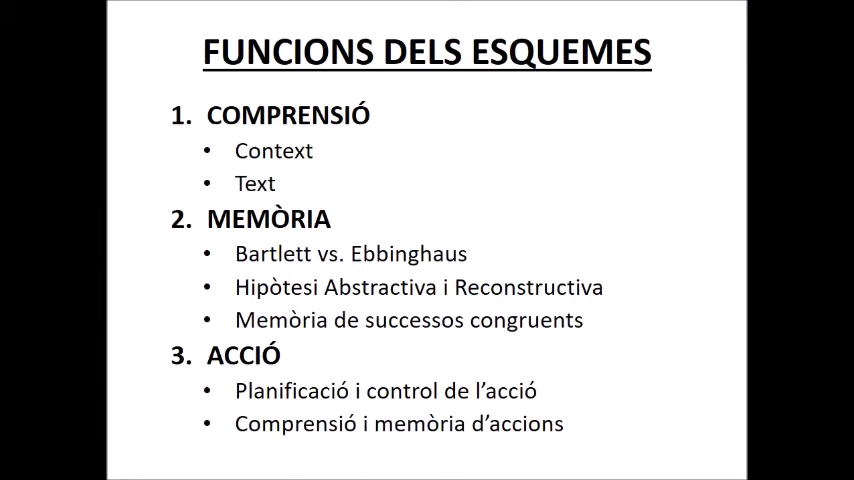 FUNCIONS DELS ESQUEMES
1. COMPRENSIÓ
• Context
• Text
2. MEMÒRIA
• Bartlett vs. Ebbinghaus
• Hipòtesi Abstractiva i Reconstructiva
• Memòria de successos congruents
3. ACCIÓ
• Planificació i control de l’acció
• Comprensió i memòria d’accions